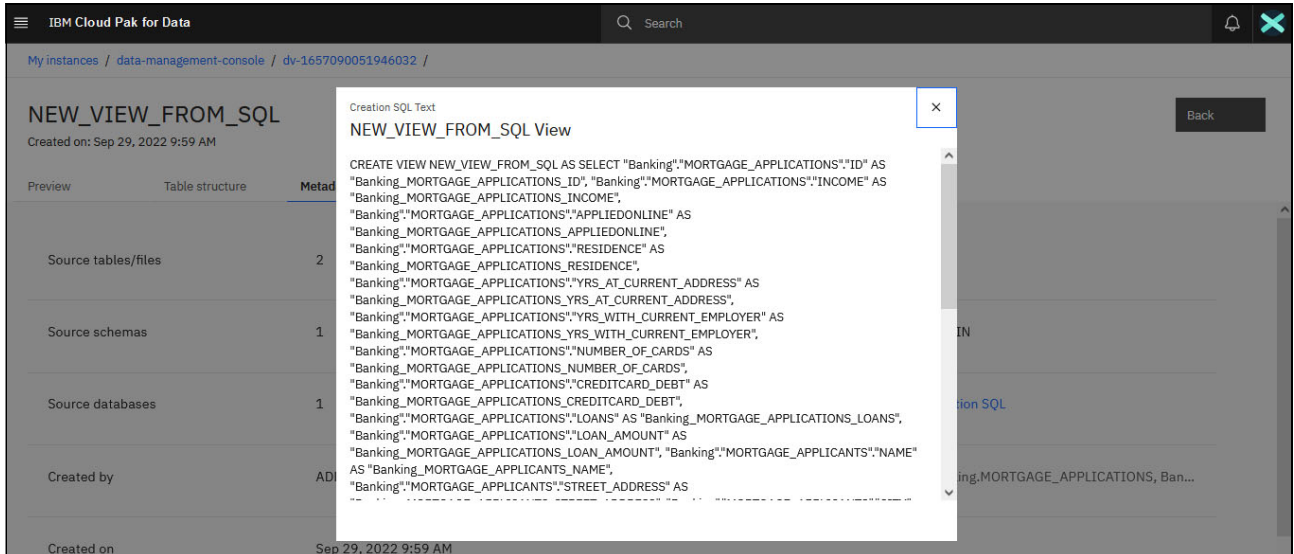 IBM Cloud Pak for Data
Search
My instances / data-management-console / dv-1657090051946032 /
NEW_VIEW_FROM_SQL
Created on: Sep 29, 2022 9:59 AM
Back
Preview
Table structure
Metad
Creation SQL Text
NEW_VIEW_FROM_SQL View
CREATE VIEW NEW_VIEW_FROM_SQL AS SELECT "Banking"."MORTGAGE_APPLICATIONS"."ID" AS
"Banking_MORTGAGE_APPLICATIONS_ID", "Banking"."MORTGAGE_APPLICATIONS"."INCOME" AS
"Banking_MORTGAGE_APPLICATIONS_INCOME",
"Banking"."MORTGAGE_APPLICATIONS"."APPLIEDONLINE" AS
"Banking_MORTGAGE_APPLICATIONS_APPLIEDONLINE",
"Banking"."MORTGAGE_APPLICATIONS"."RESIDENCE" AS
"Banking_MORTGAGE_APPLICATIONS_RESIDENCE",
"Banking"."MORTGAGE_APPLICATIONS"."YRS_AT_CURRENT_ADDRESS" AS
"Banking_MORTGAGE_APPLICATIONS_YRS_AT_CURRENT_ADDRESS",
"Banking"."MORTGAGE_APPLICATIONS"."YRS_WITH_CURRENT_EMPLOYER" AS
"Banking_MORTGAGE_APPLICATIONS_YRS_WITH_CURRENT_EMPLOYER",
"Banking"."MORTGAGE_APPLICATIONS"."NUMBER_OF_CARDS" AS
"Banking_MORTGAGE_APPLICATIONS_NUMBER_OF_CARDS",
"Banking"."MORTGAGE_APPLICATIONS"."CREDITCARD_DEBT" AS
"Banking_MORTGAGE_APPLICATIONS_CREDITCARD_DEBT",
"Banking"."MORTGAGE_APPLICATIONS"."LOANS" AS "Banking_MORTGAGE_APPLICATIONS_LOANS",
"Banking"."MORTGAGE_APPLICATIONS"."LOAN_AMOUNT" AS
"Banking_MORTGAGE_APPLICATIONS_LOAN_AMOUNT", "Banking"."MORTGAGE_APPLICANTS"."NAME"
AS "Banking_MORTGAGE_APPLICANTS_NAME",
"Banking"."MORTGAGE_APPLICANTS"."STREET_ADDRESS" AS
Source tables/files 2
Source schemas 1
IN
Source databases 1
tion SQL
Created by
ing.MORTGAGE_APPLICATIONS, Ban...
Created on Sep 29, 2022 9:59 AM